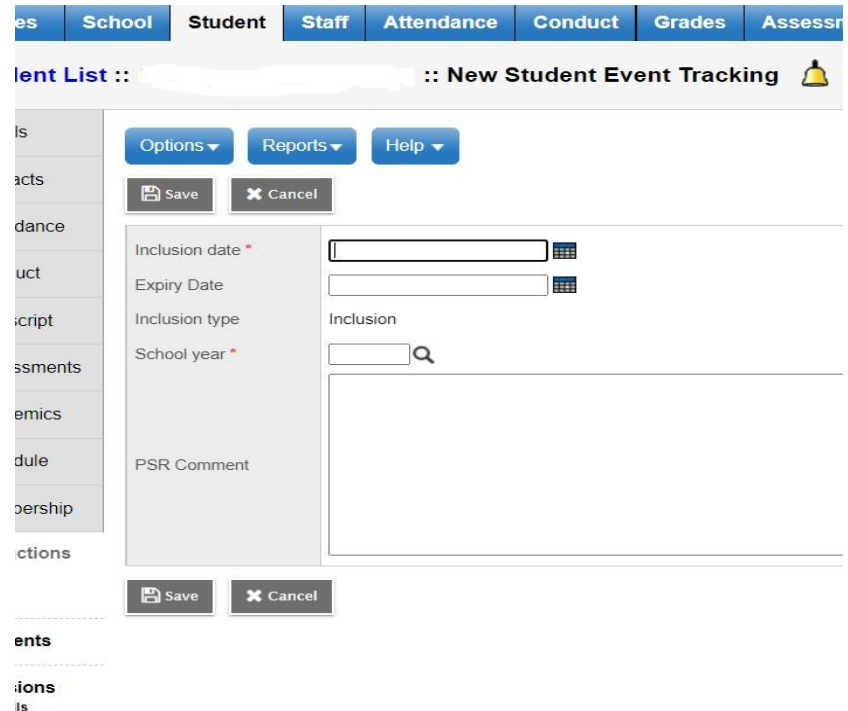 es School Student Staff Attendance Conduct Grades Assessm
lent List :: :: New Student Event Tracking
ls
Options Reports Help
acts
Save Cancel
dance
Inclusion date *
uct
Expiry Date
script
Inclusion type Inclusion
School year *
ssments
emics
dule
PSR Comment
bership
ctions
Save Cancel
ents
sions
ls